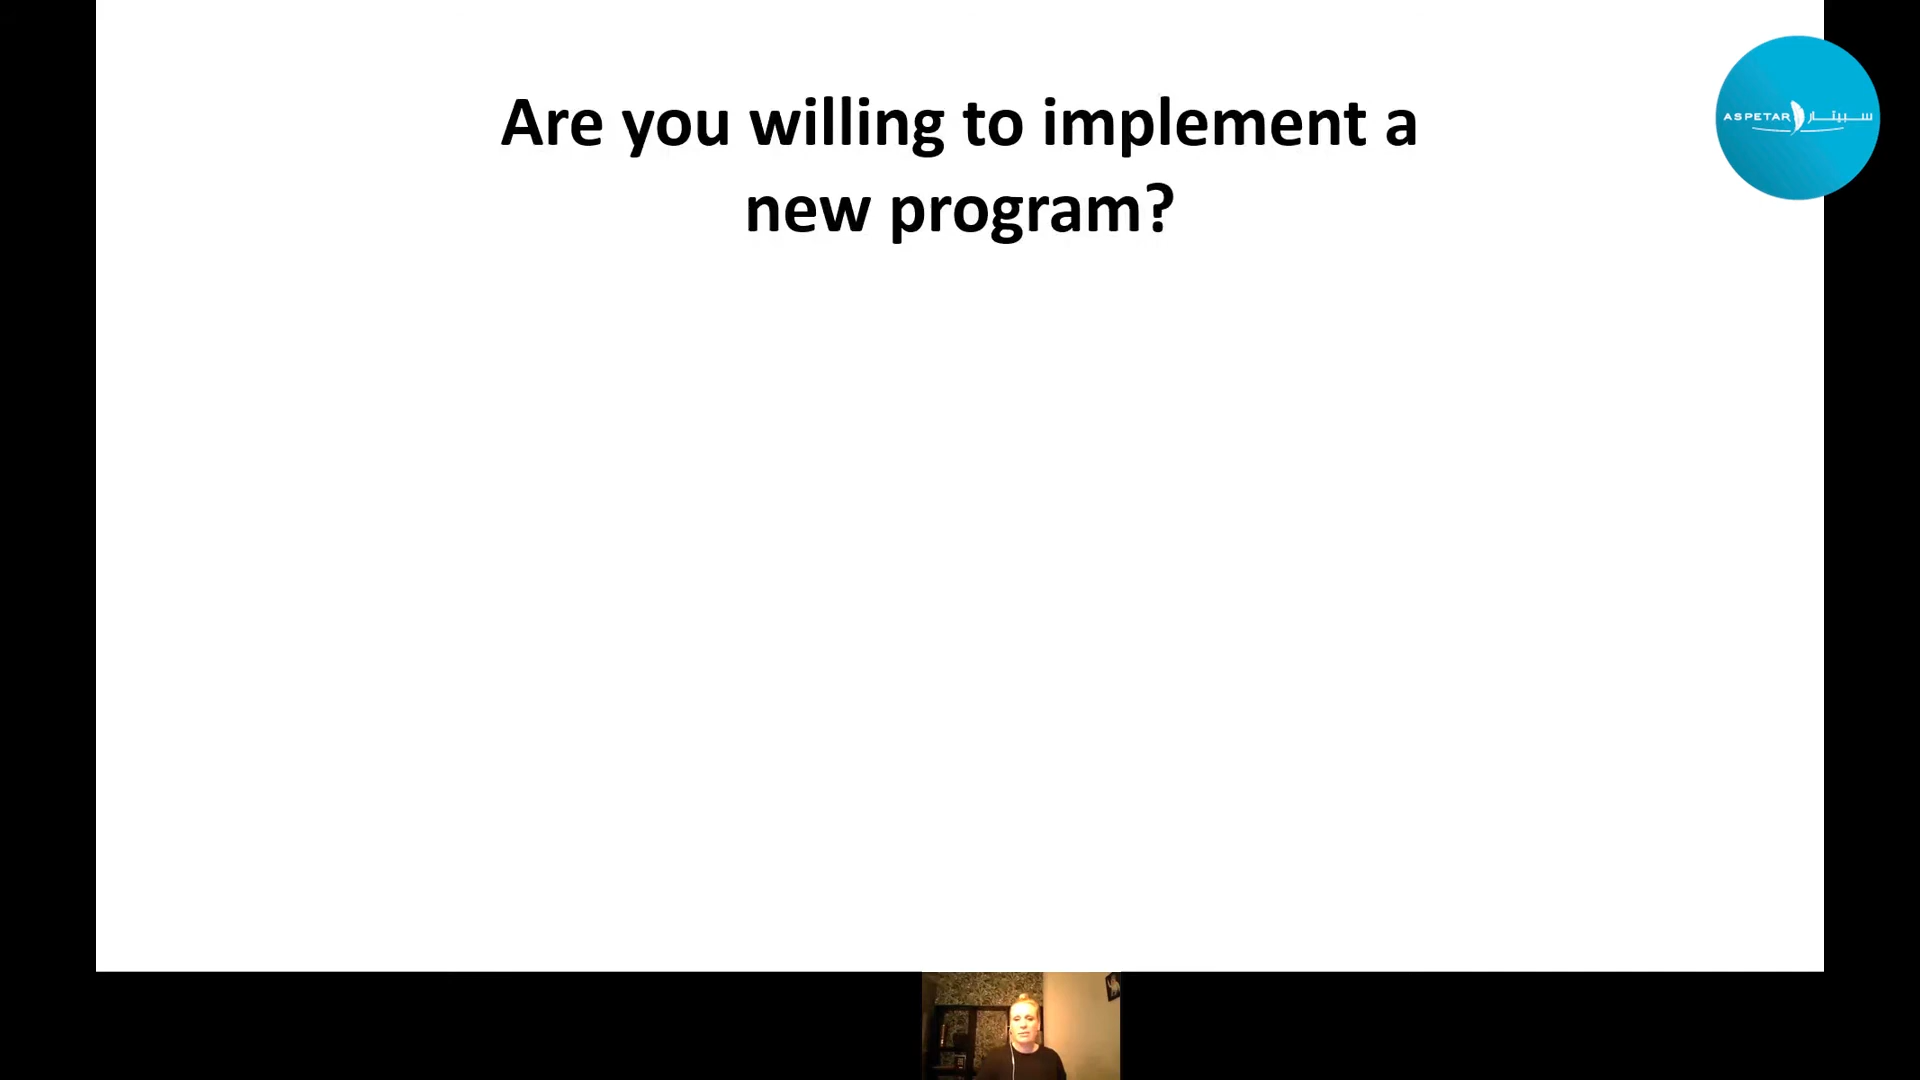 Are you willing to implement a
new program?
ASPETAR سبيتار